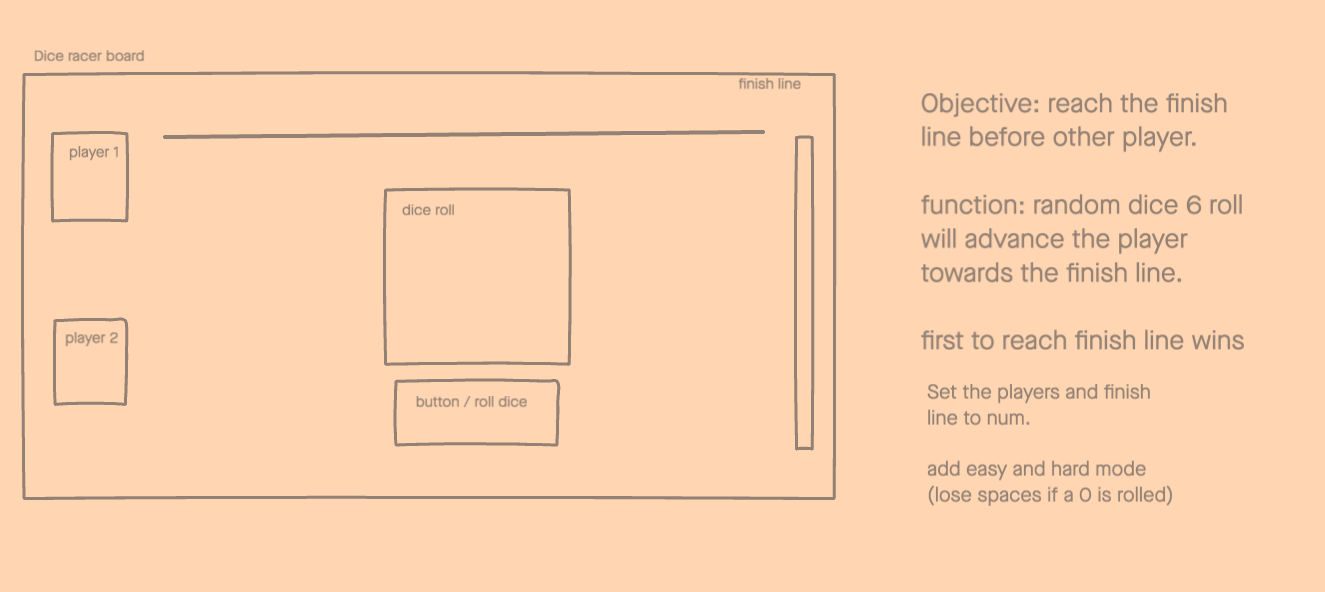 Dice racer board
finish line
player 1
dice roll
player 2
button / roll dice
Objective: reach the finish
line before other player.
function: random dice 6 roll
will advance the player
towards the finish line.
first to reach finish line wins
Set the players and finish
line to num.
add easy and hard mode
(lose spaces if a 0 is rolled)